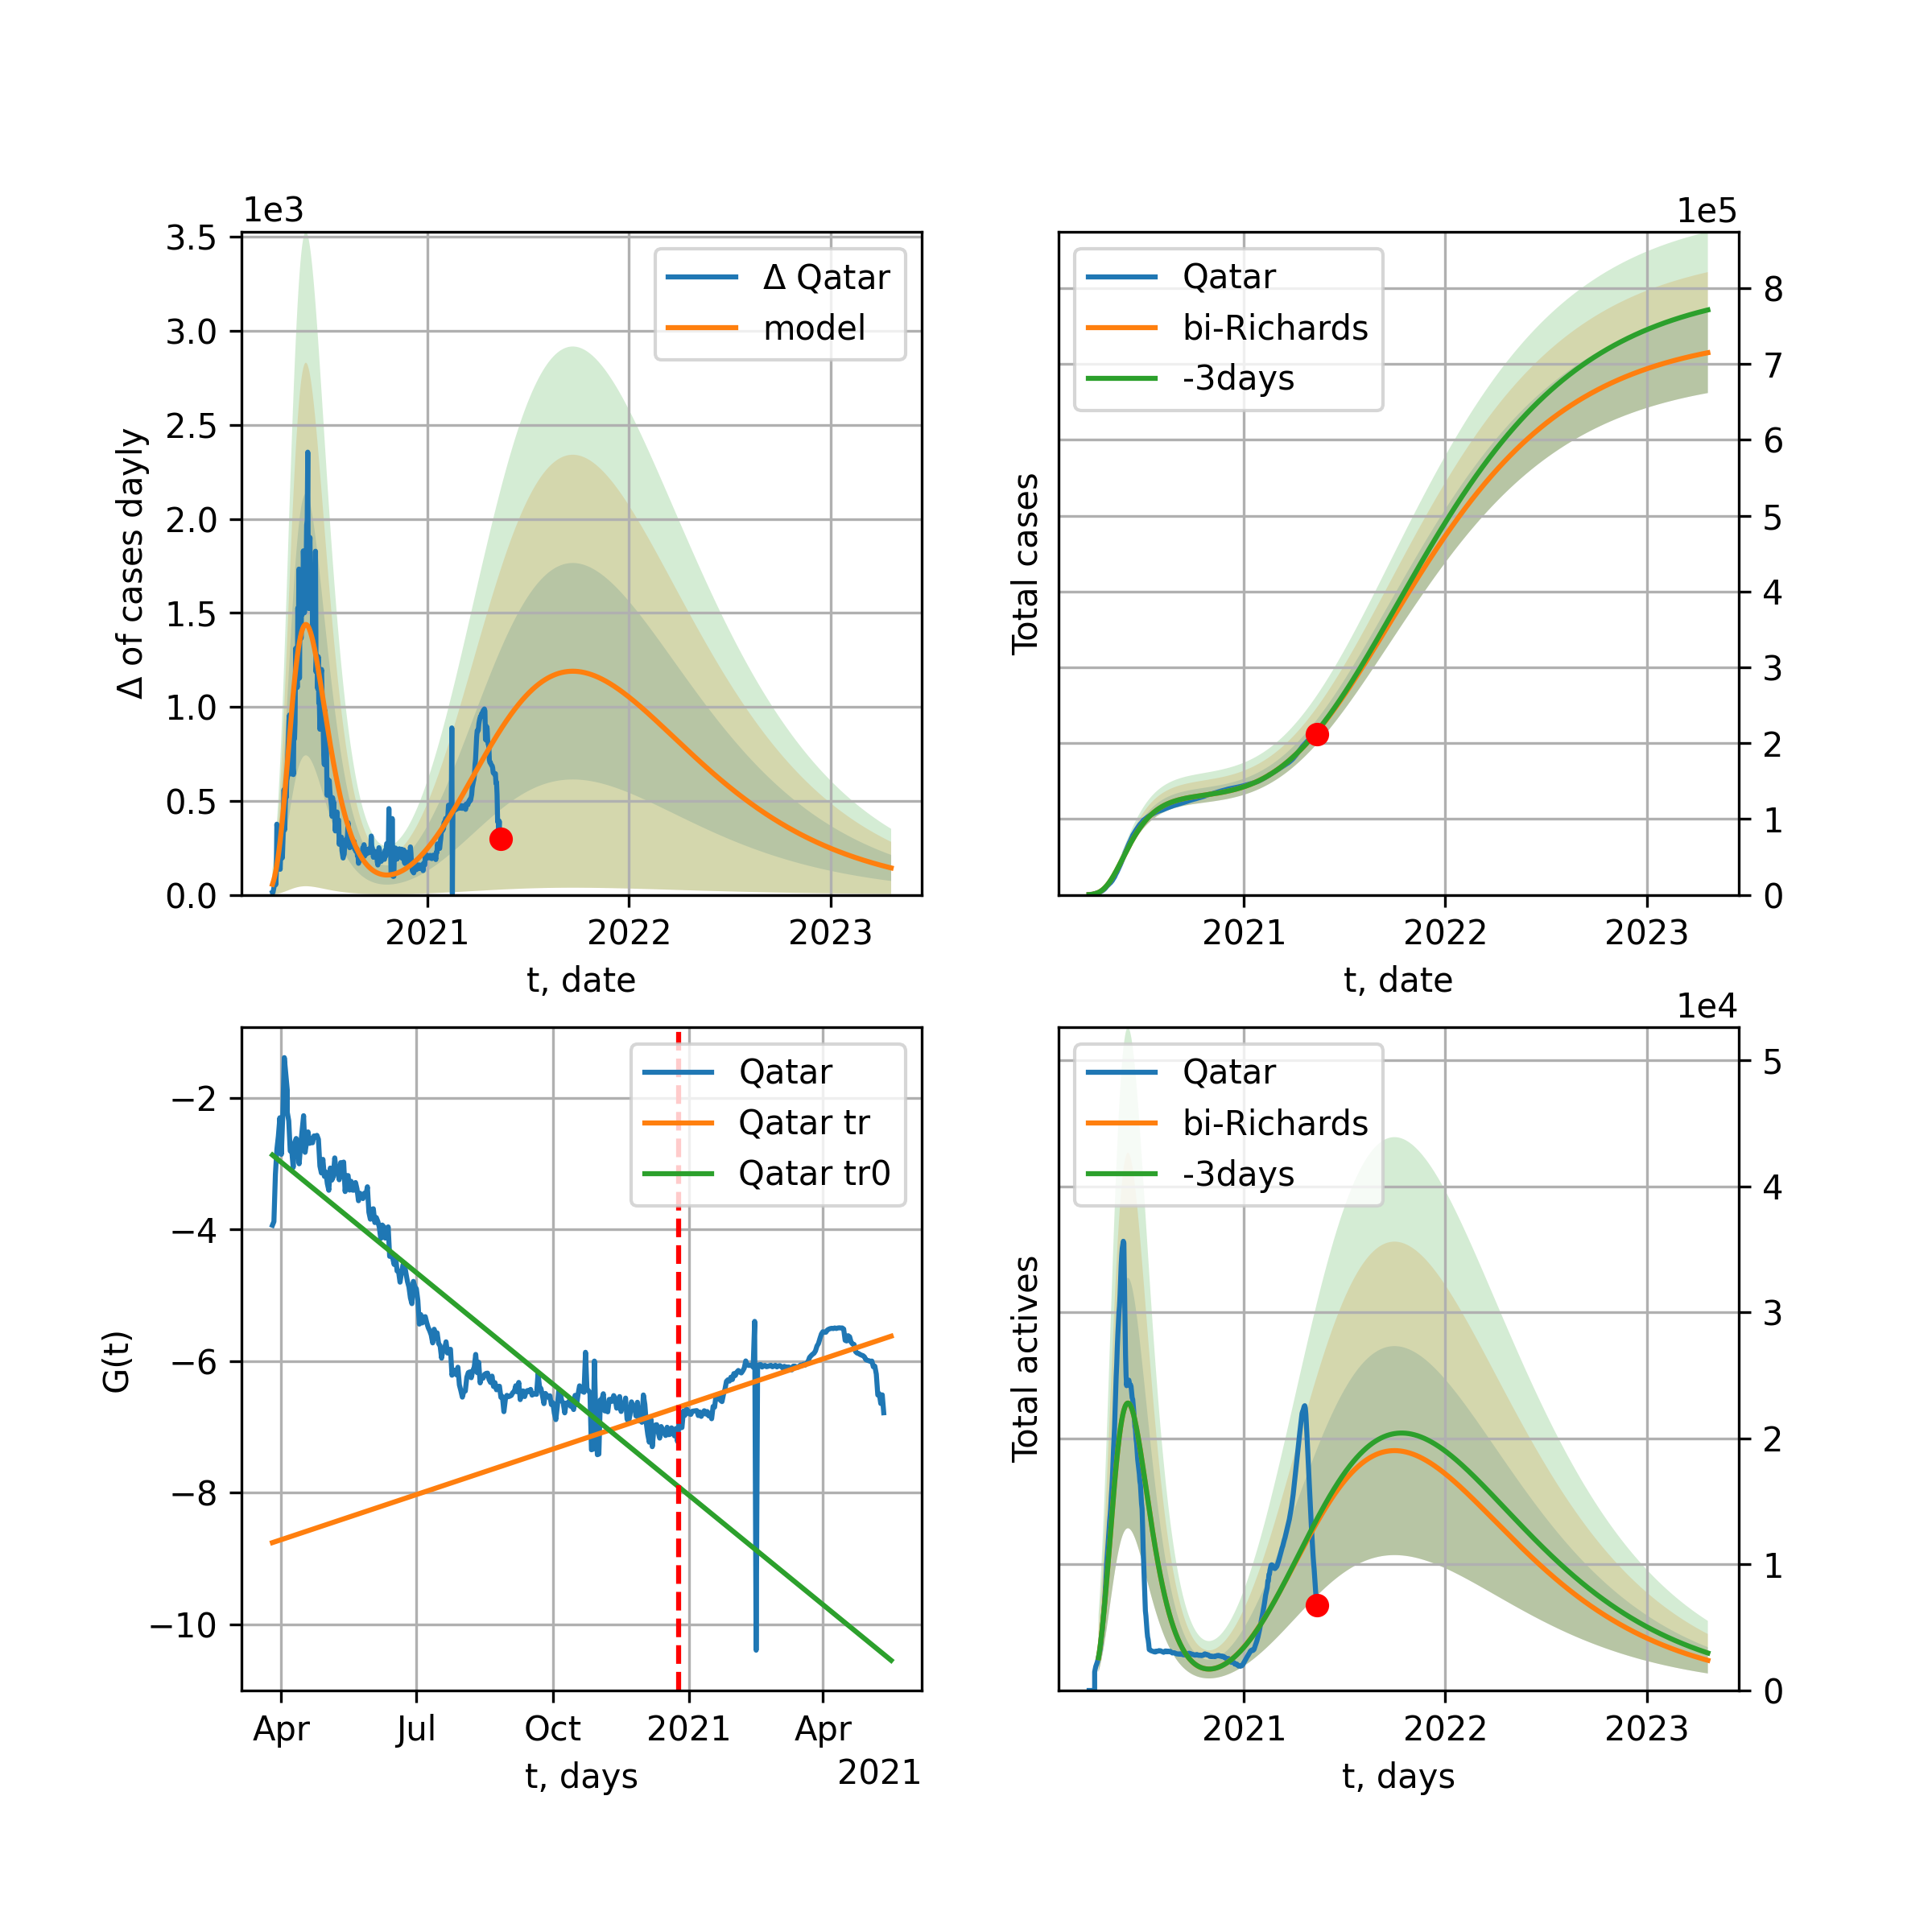 1e3
3.5
3.0
2.5
2.0
1.5
1.0
0.5
0.0
Δ of cases dayly
Δ Qatar
model
2021 2022 2023
t, date
1e5
Qatar
bi-Richards
-3days
Total cases
8
7
6
5
4
3
2
1
0
2021 2022 2023
t, date
−2
−4
−6
−8
−10
G(t)
Qatar
Qatar tr
Qatar tr0
Apr Jul Oct 2021 Apr
2021
t, days
1e4
Qatar
bi-Richards
-3days
Total actives
5
4
3
2
1
0
2021 2022 2023
t, days